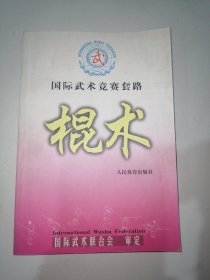 武
国际武术竞赛套路
棍术
人民体育出版社
International Wushu Federation
国际武术联合会 审定